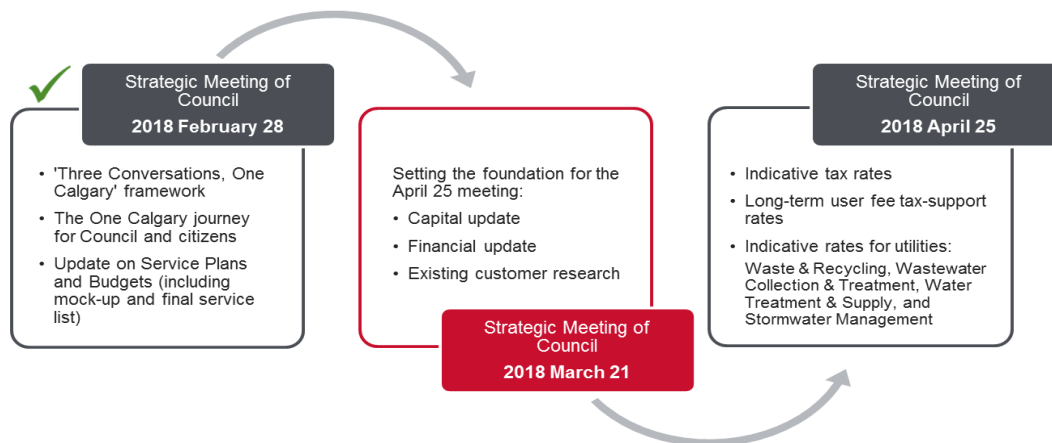 Strategic Meeting of
Council
2018 February 28
• 'Three Conversations, One
Calgary' framework
• The One Calgary journey
for Council and citizens
• Update on Service Plans
and Budgets (including
mock-up and final service
list)
Setting the foundation for the
April 25 meeting:
• Capital update
• Financial update
• Existing customer research
Strategic Meeting of
Council
2018 March 21
Strategic Meeting of
Council
2018 April 25
• Indicative tax rates
• Long-term user fee tax-support
rates
• Indicative rates for utilities:
Waste & Recycling, Wastewater
Collection & Treatment, Water
Treatment & Supply, and
Stormwater Management